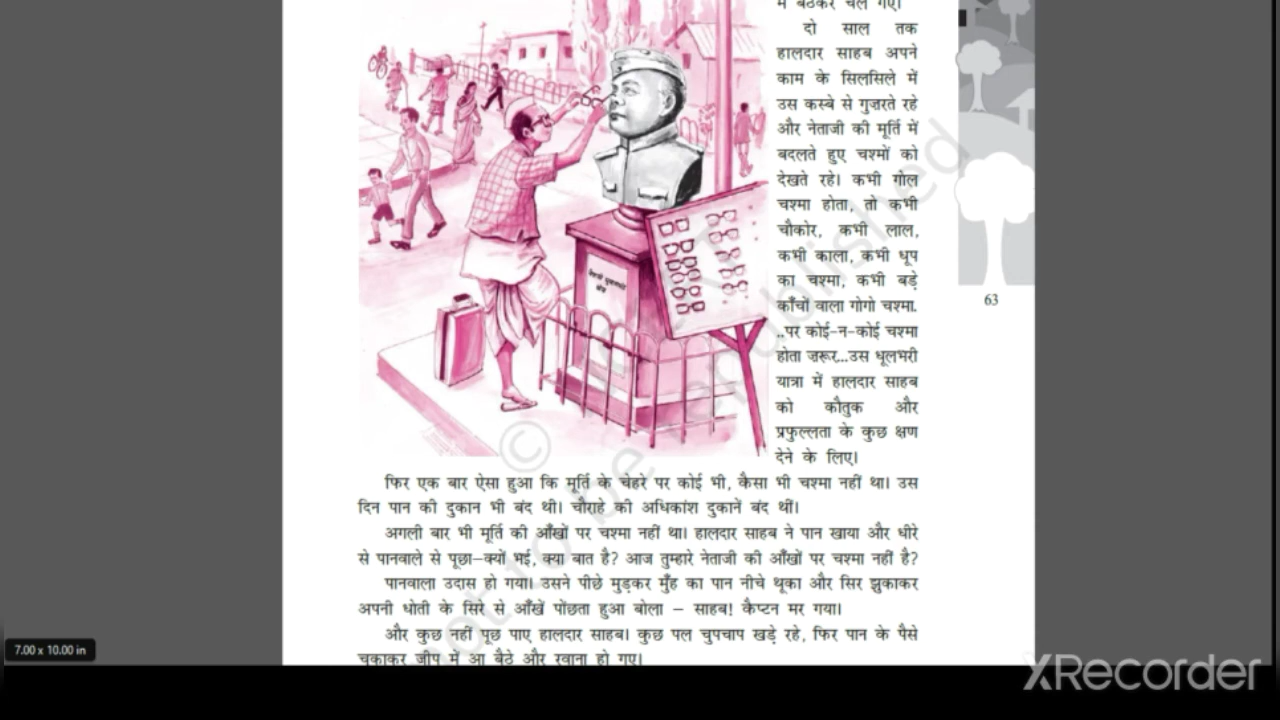 में बैठकर चले गए।
दो साल तक
हालदार साहब अपने
काम के सिलसिले में
उस कस्बे से गुज़रते रहे
और नेताजी की मूर्ति में
बदलते हुए चश्मों को
देखते रहे। कभी गोल
चश्मा होता, तो कभी
चौकोर, कभी लाल,
कभी काला, कभी धूप
का चश्मा, कभी बड़े
काँचों वाला गोगो चश्मा.
..पर कोई-न-कोई चश्मा
होता ज़रूर...उस धूलभरी
यात्रा में हालदार साहब
को कौतुक और
प्रफुल्लता के कुछ क्षण
देने के लिए।
63
फिर एक बार ऐसा हुआ कि मूर्ति के चेहरे पर कोई भी, कैसा भी चश्मा नहीं था। उस
दिन पान की दुकान भी बंद थी। चौराहे की अधिकांश दुकानें बंद थीं।
अगली बार भी मूर्ति की आँखों पर चश्मा नहीं था। हालदार साहब ने पान खाया और धीरे
से पानवाले से पूछा–क्यों भई, क्या बात है? आज तुम्हारे नेताजी की आँखों पर चश्मा नहीं है?
पानवाला उदास हो गया। उसने पीछे मुड़कर मुँह का पान नीचे थूका और सिर झुकाकर
अपनी धोती के सिरे से आँखें पोंछता हुआ बोला – साहब! कैप्टन मर गया।
और कुछ नहीं पूछ पाए हालदार साहब। कुछ पल चुपचाप खड़े रहे, फिर पान के पैसे
चुकाकर जीप में आ बैठे और रवाना हो गए।
not to be republished
©
7.00 x 10.00 in
XRecorder